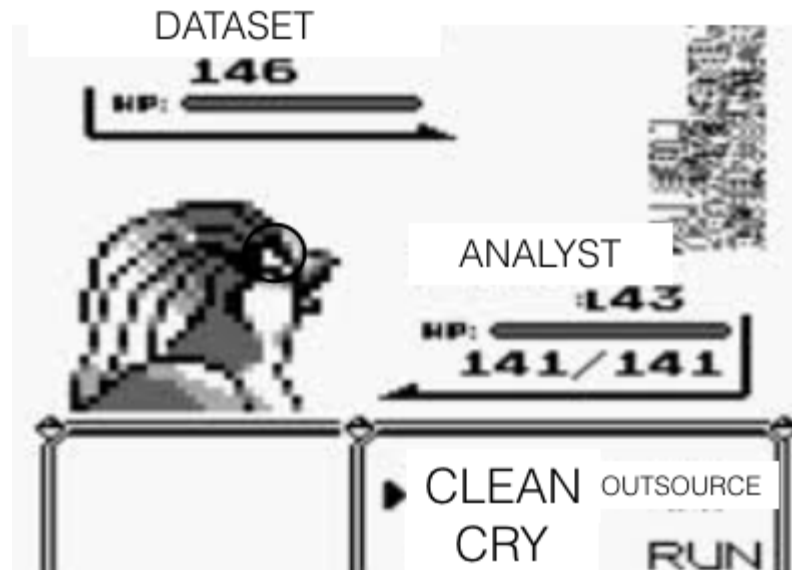 DATASET
146
HP:
ANALYST
:L43
HP:
141/141
CLEAN OUTSOURCE
CRY RUN